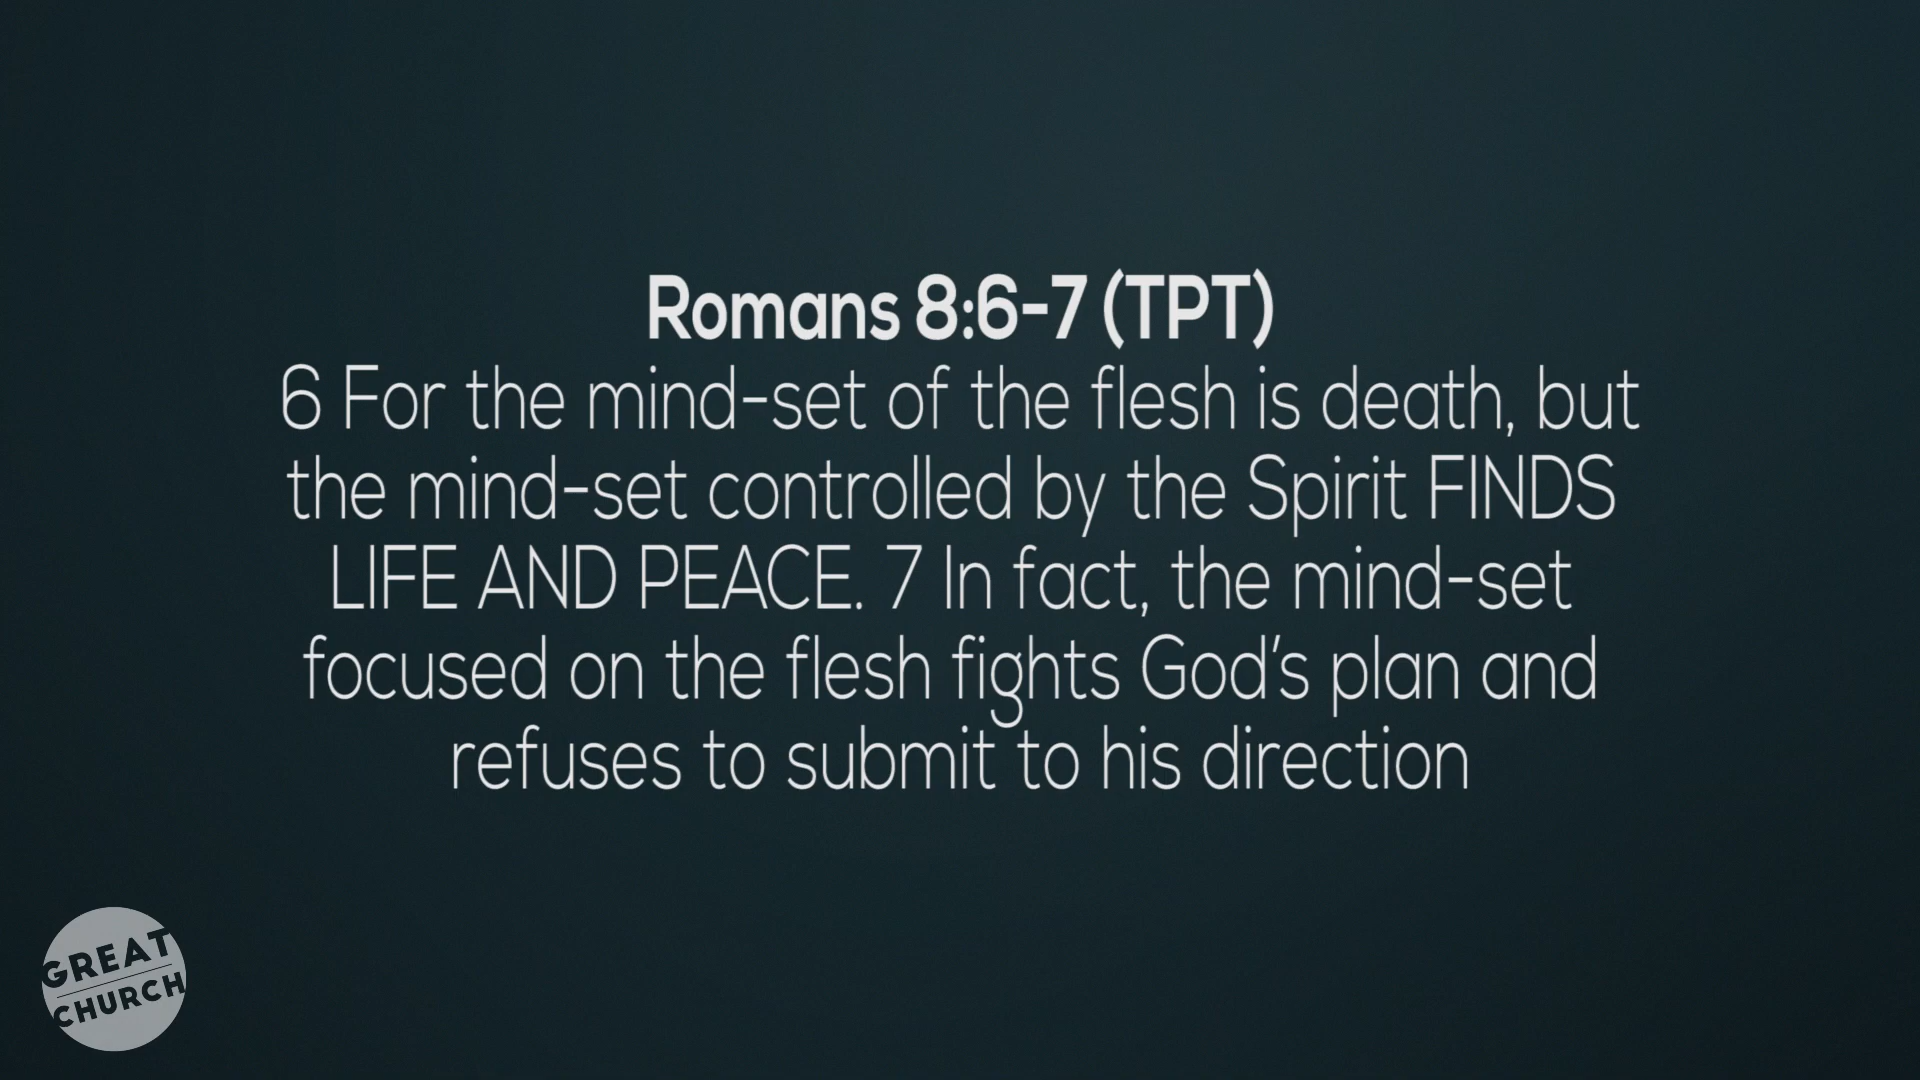 Romans 8:6-7 (TPT)
6 For the mind-set of the flesh is death, but
the mind-set controlled by the Spirit FINDS
LIFE AND PEACE. 7 In fact, the mind-set
focused on the flesh fights God's plan and
refuses to submit to his direction
GREAT
CHURCH